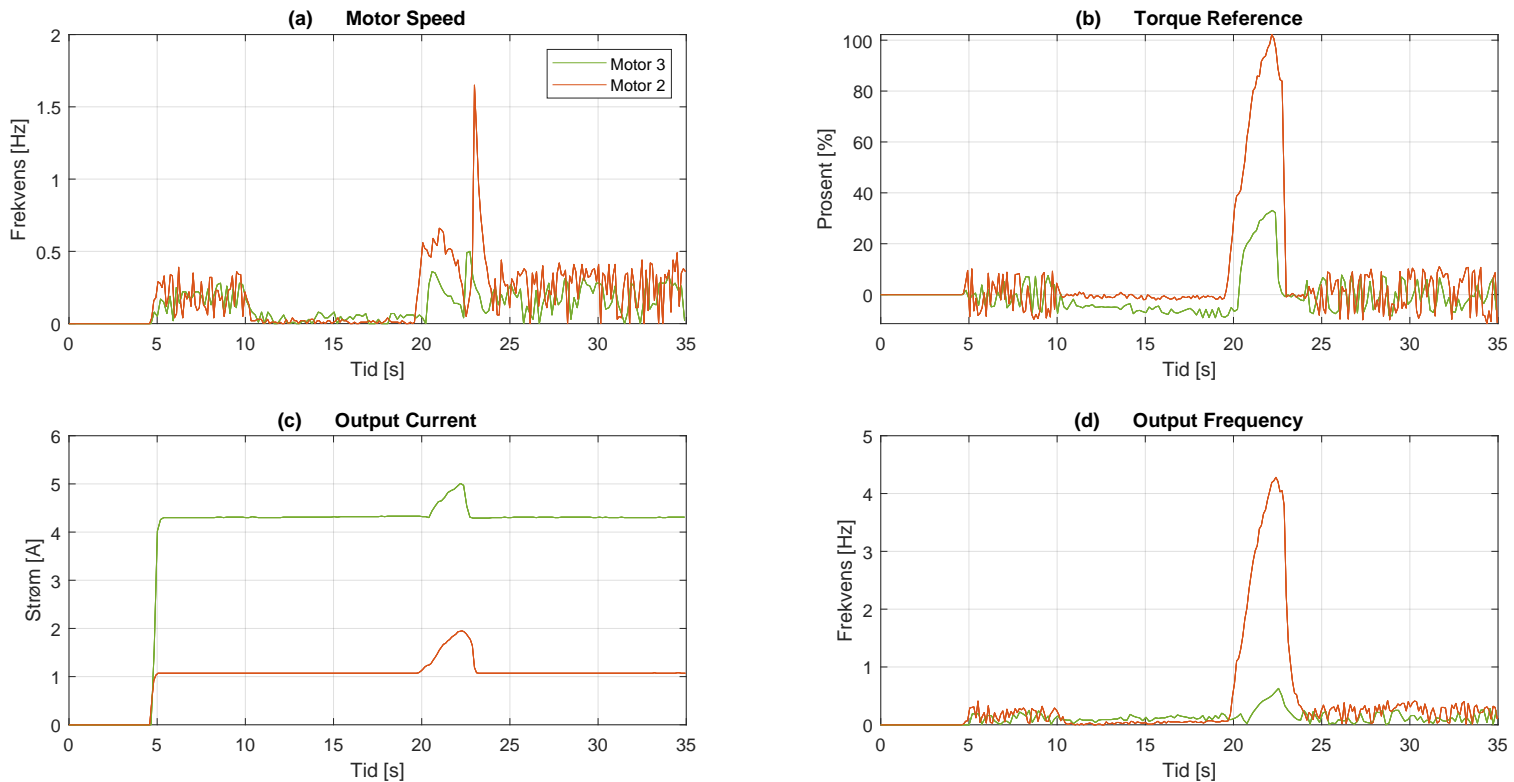 (a) Motor Speed
2
1.5
1
0.5
0
Frekvens [Hz]
Motor 3
Motor 2
0 5 10 15 20 25 30 35
Tid [s]
(b) Torque Reference
100
80
60
40
20
0
Prosent [%]
0 5 10 15 20 25 30 35
Tid [s]
(c) Output Current
6
5
4
3
2
1
0
Strøm [A]
0 5 10 15 20 25 30 35
Tid [s]
(d) Output Frequency
5
4
3
2
1
0
Frekvens [Hz]
0 5 10 15 20 25 30 35
Tid [s]